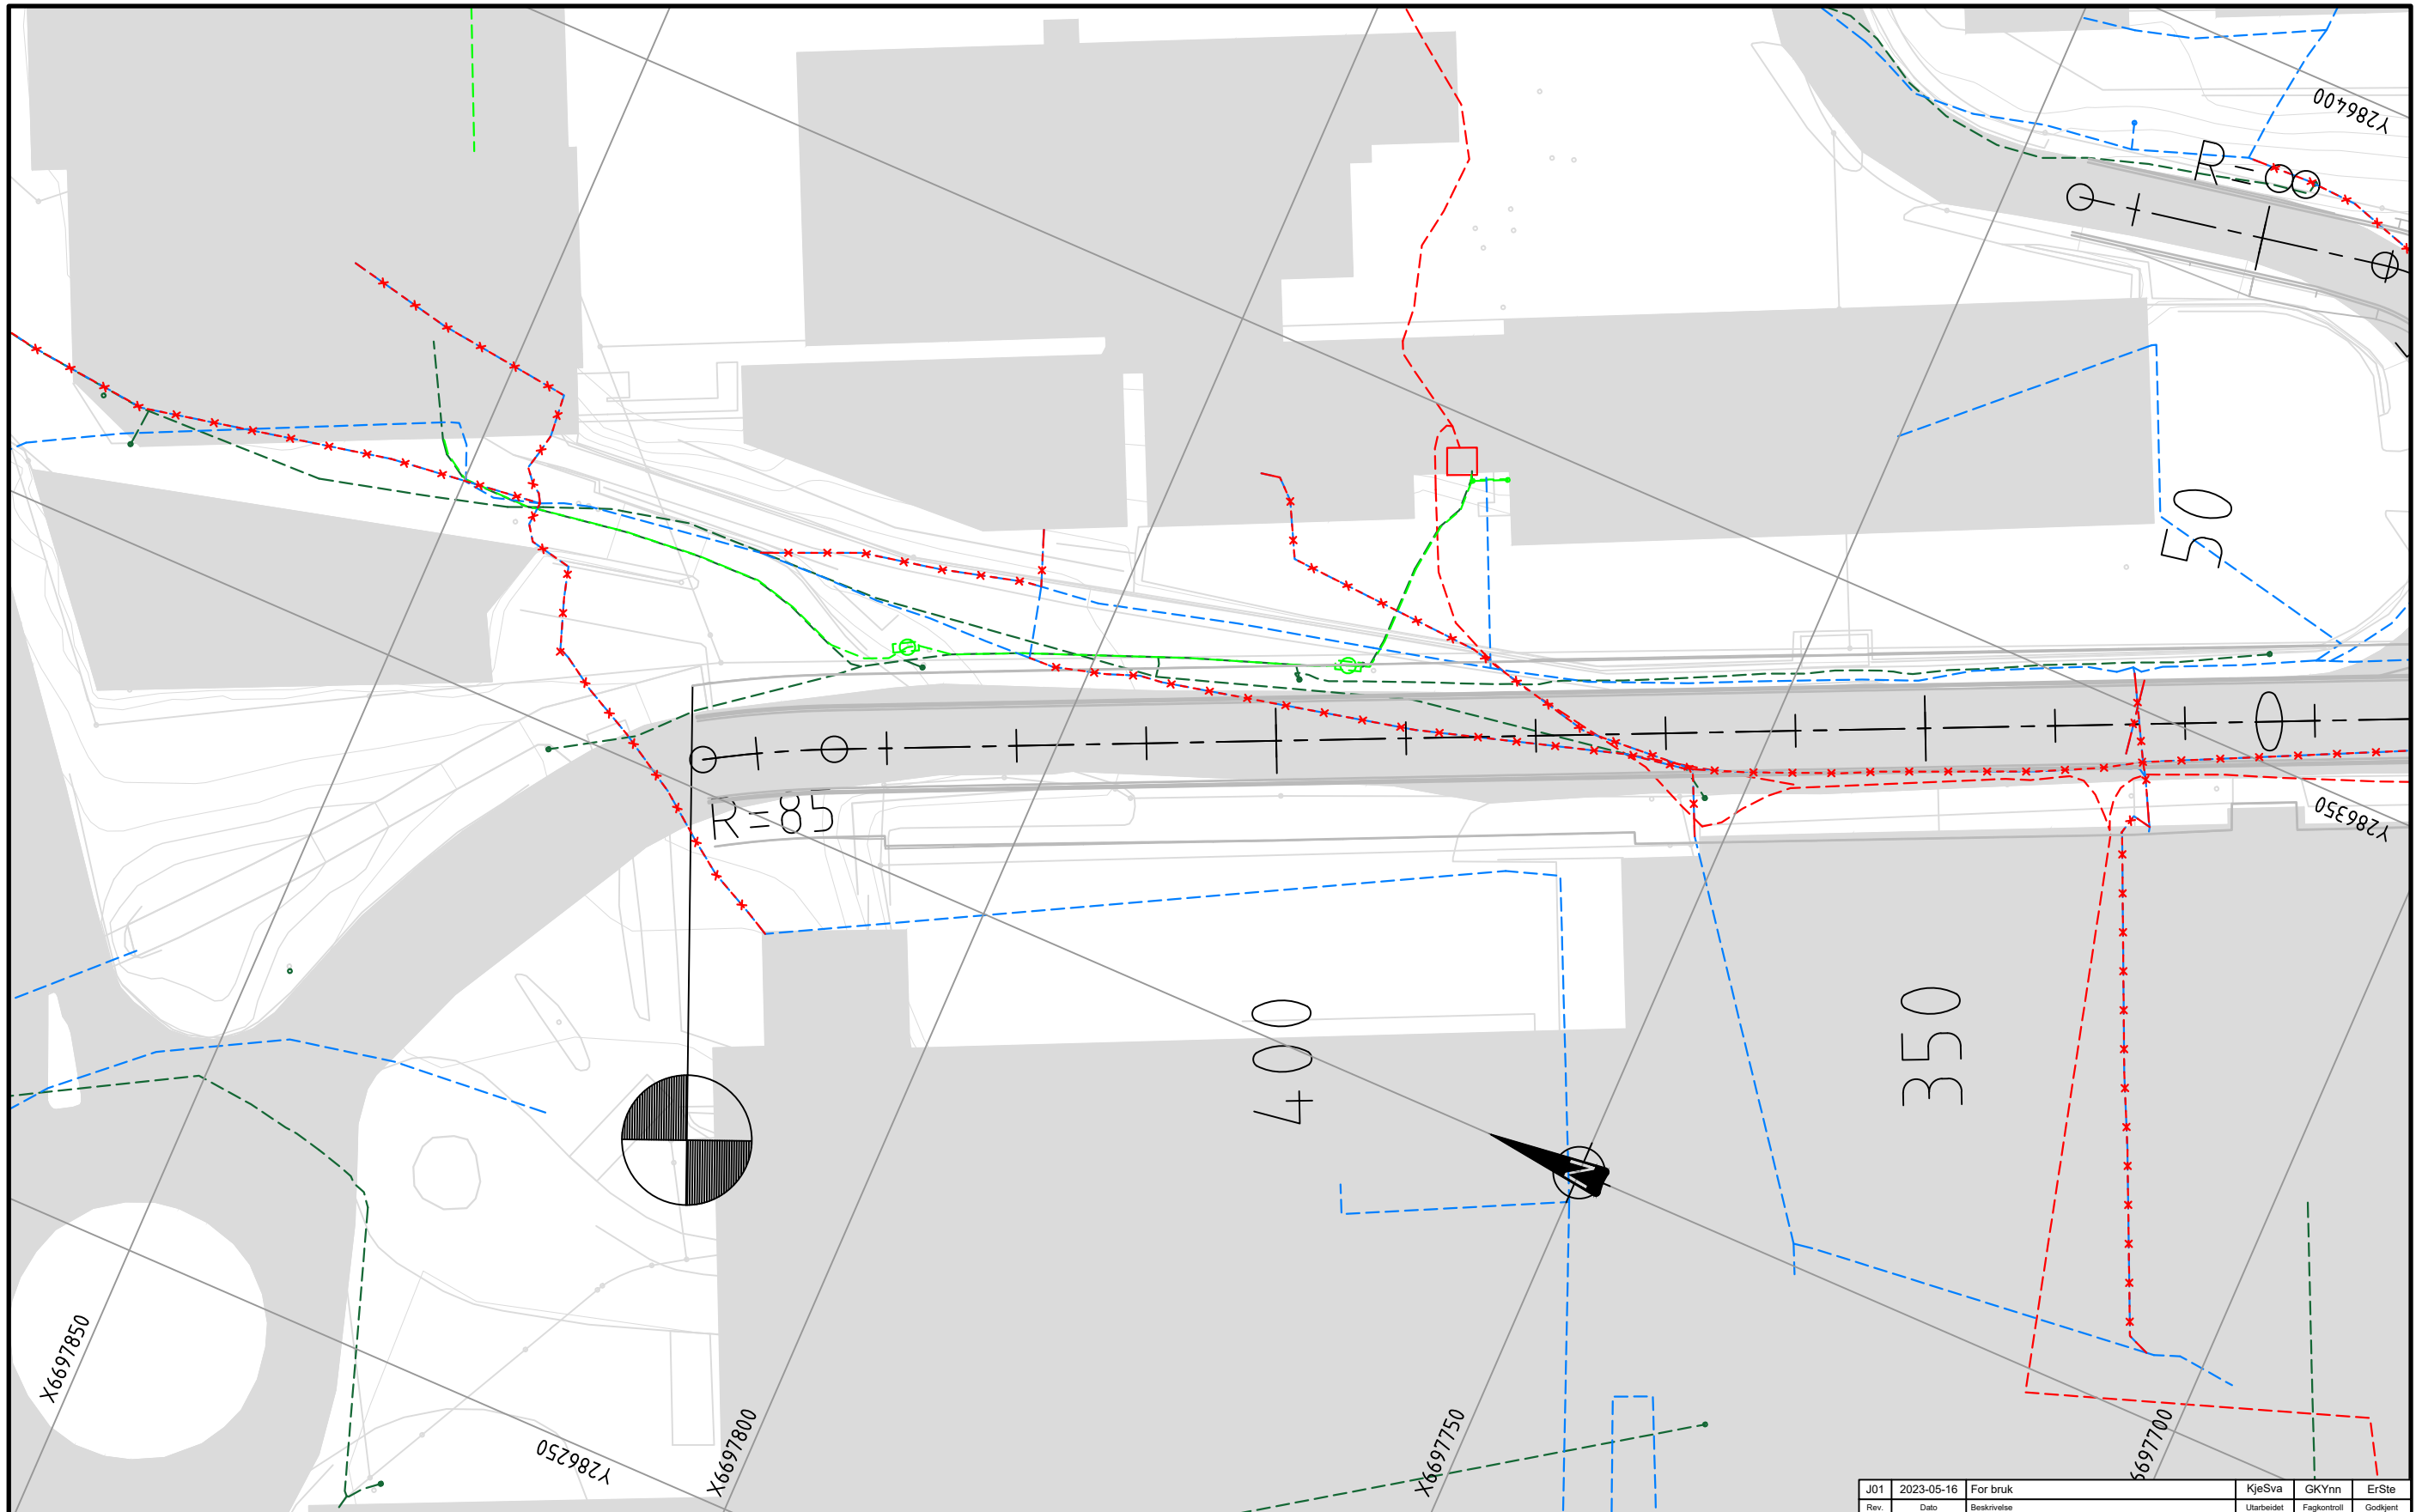 Y286400
R=∞
50
R=85
Y286350
400
350
N
X6697850
Y286250
X6697800
X6697750
6697700
J01 2023-05-16 For bruk KjeSva GKYnn ErSte
Rev. Dato Beskrivelse Utarbeidet Fagkontroll Godkjent